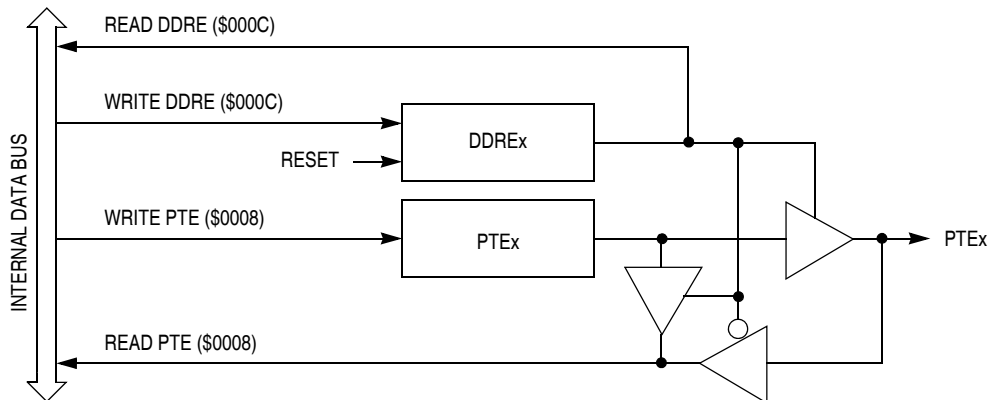 READ DDRE ($000C)
WRITE DDRE ($000C)
DDREx
RESET
INTERNAL DATA BUS
WRITE PTE ($0008)
PTEx
PTEx
READ PTE ($0008)